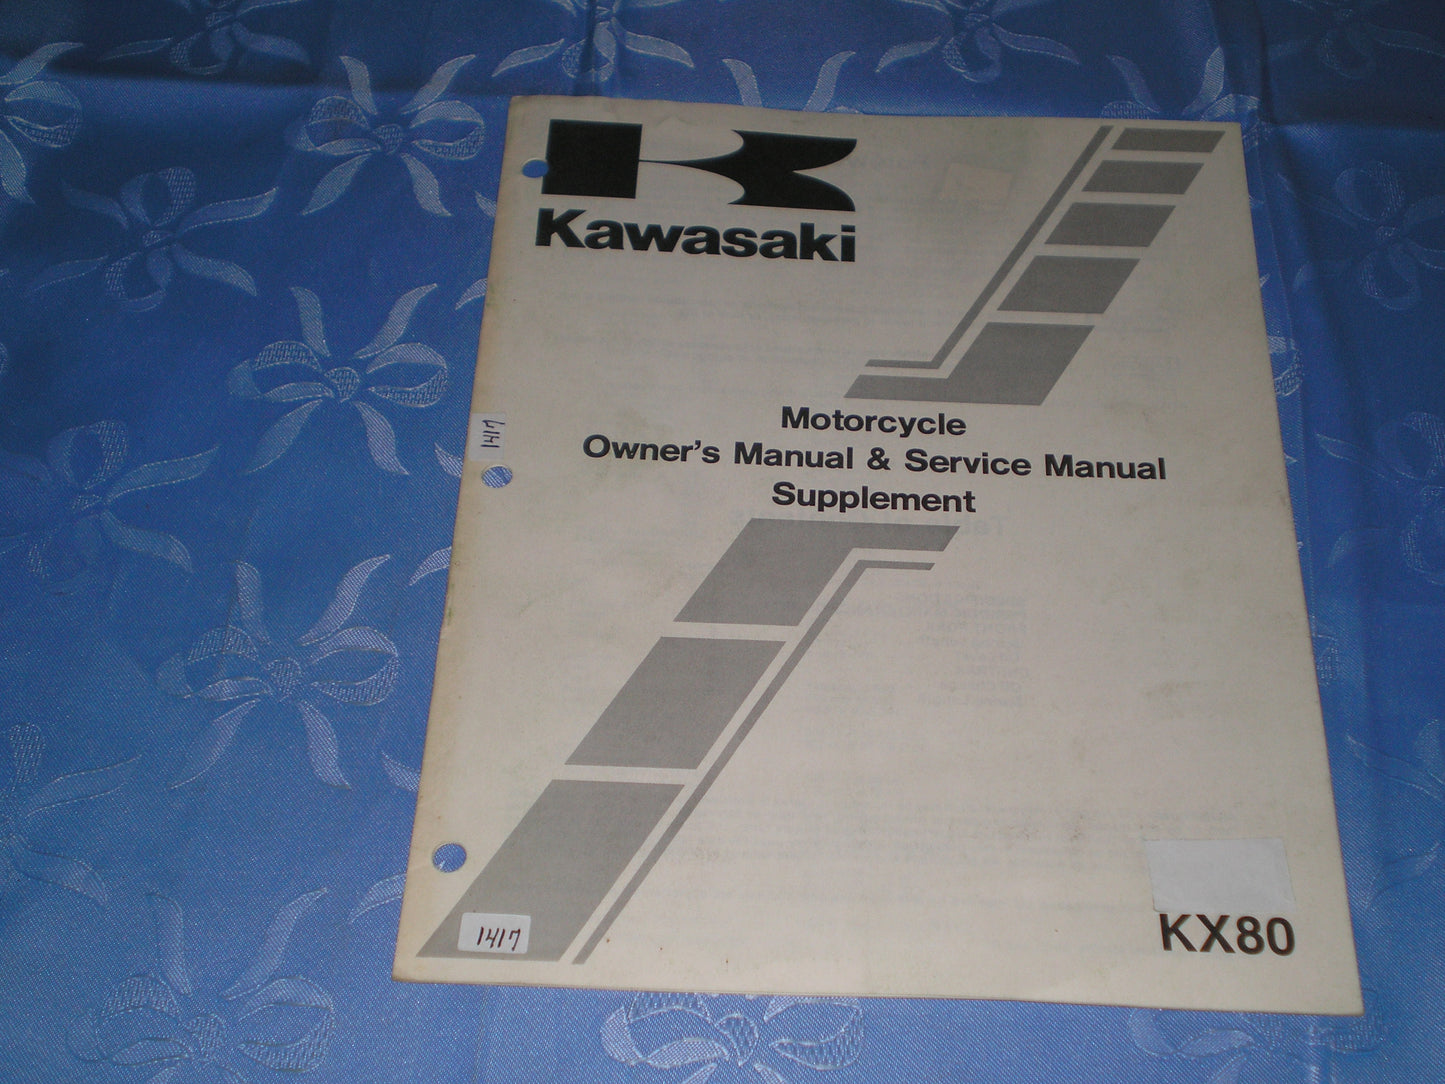 Kawasaki
Motorcycle
Owner's Manual & Service Manual
Supplement
1417
KX80
1417